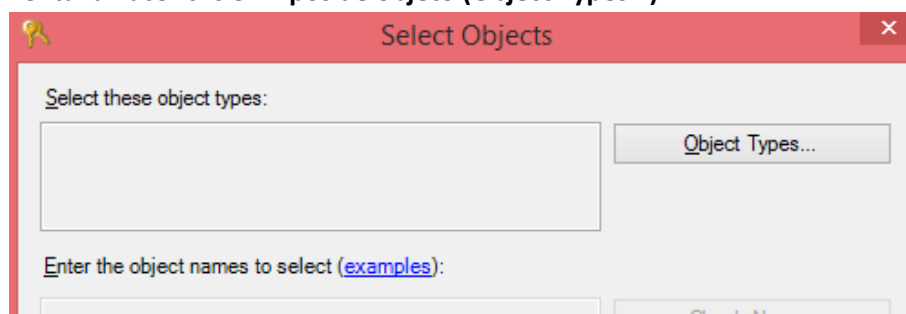 Select Objects
Select these object types:
Object Types...
Enter the object names to select (examples):